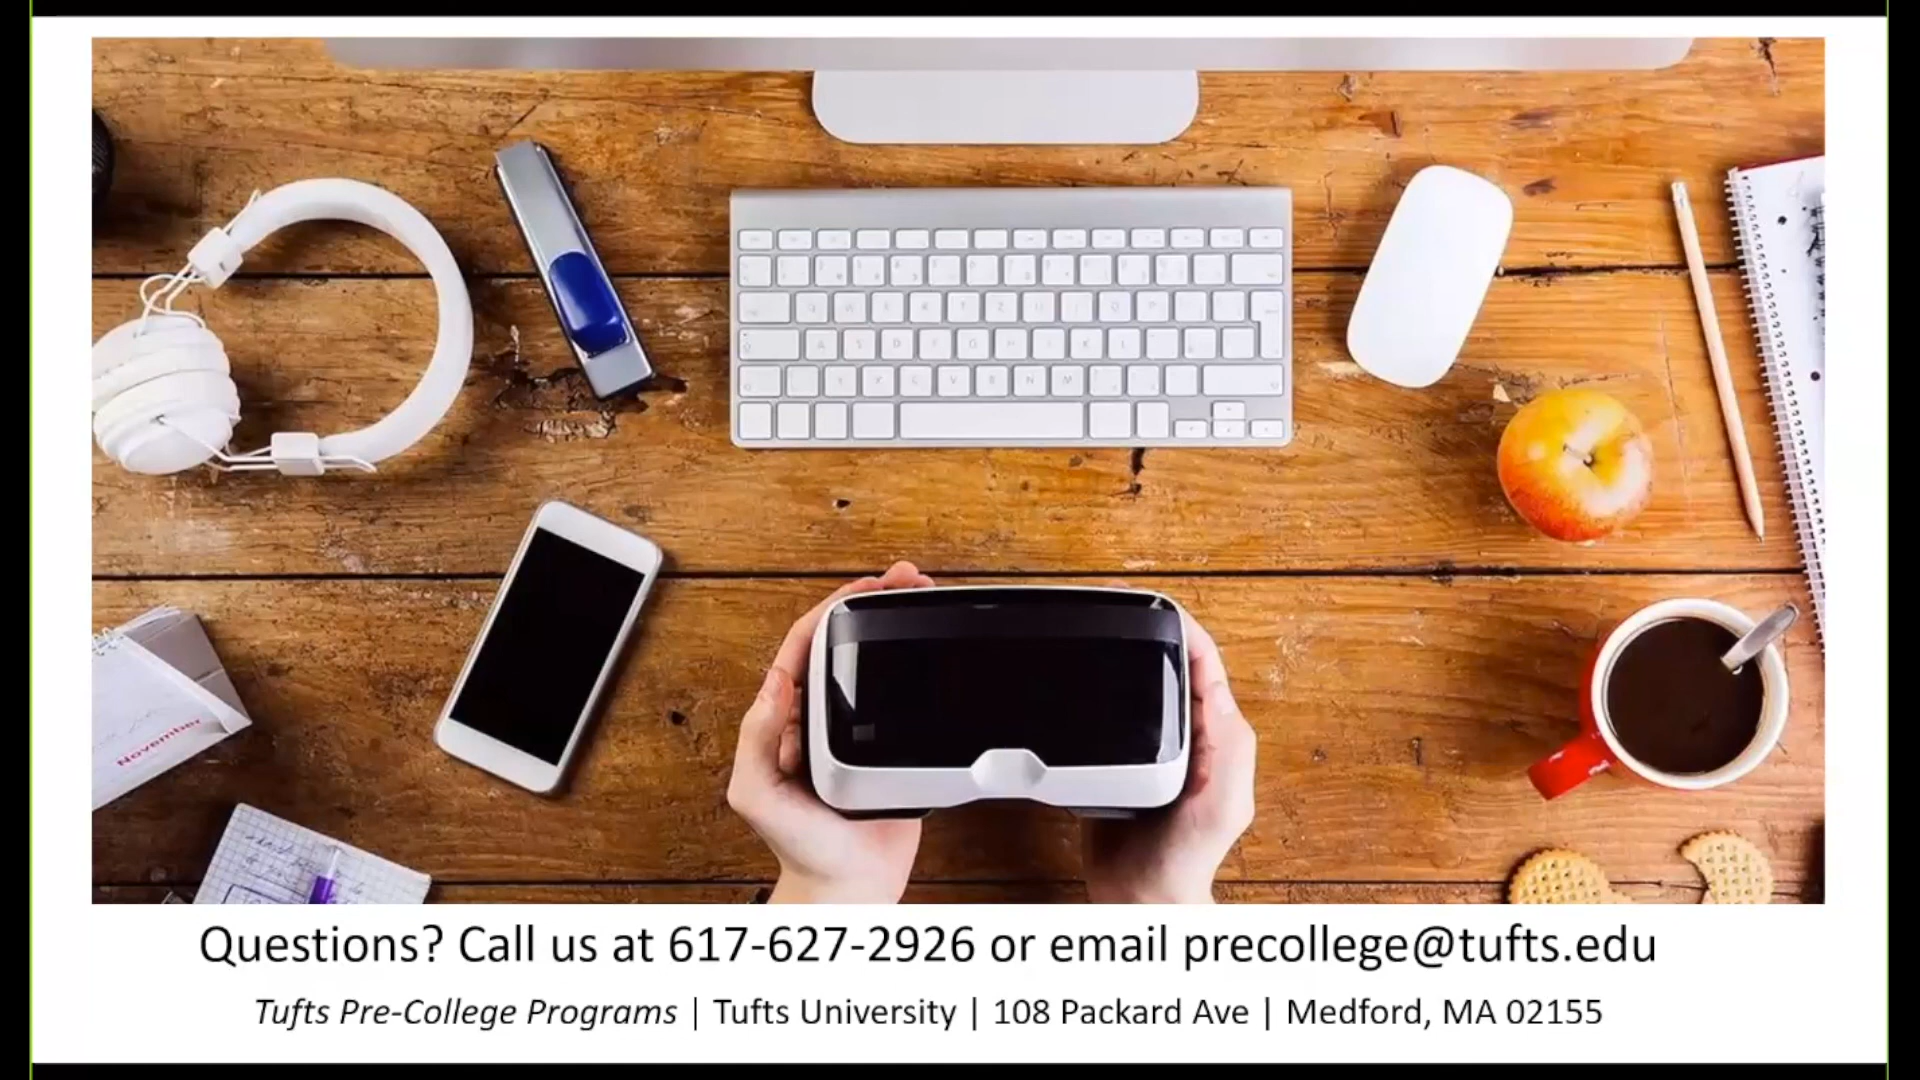 November
Questions? Call us at 617-627-2926 or email precollege@tufts.edu
Tufts Pre-College Programs | Tufts University | 108 Packard Ave | Medford, MA 02155